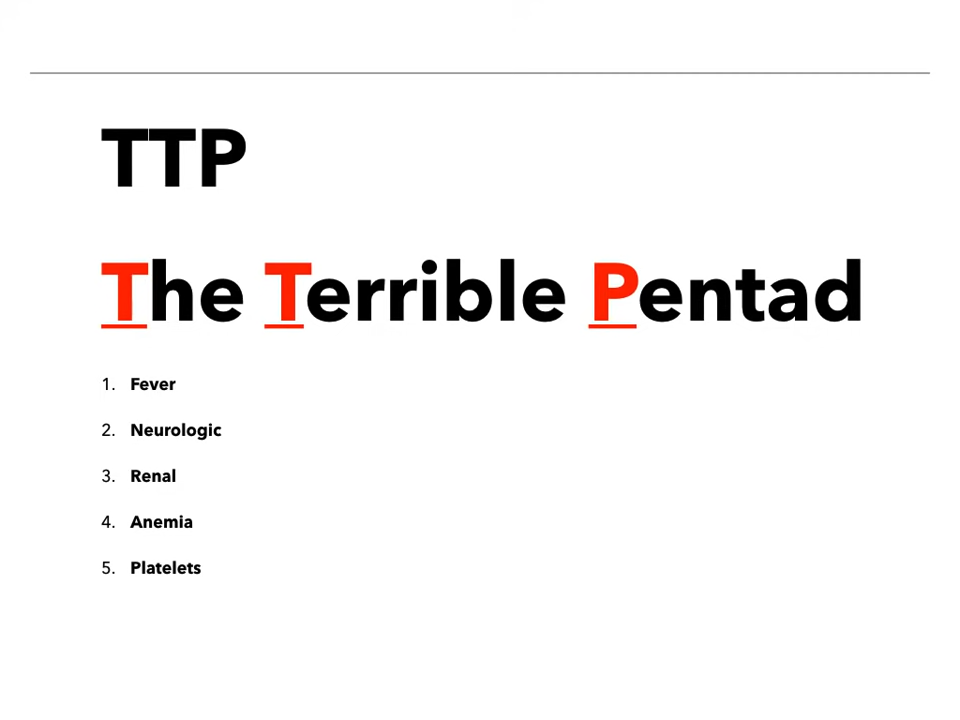 TTP
The Terrible Pentad
1. Fever
2. Neurologic
3. Renal
4. Anemia
5. Platelets